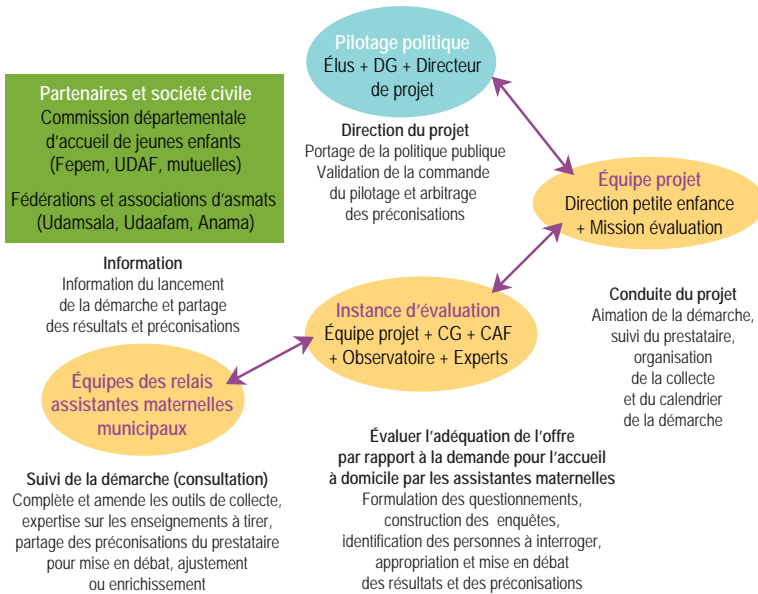 Pilotage politique
Élus + DG + Directeur
de projet
Partenaires et société civile
Commission départementale
d'accueil de jeunes enfants
(Fepem, UDAF, mutuelles)
Fédérations et associations d'asmats
(Udamsala, Udaafam, Anama)
Direction du projet
Portage de la politique publique
Validation de la commande
du pilotage et arbitrage
des préconisations
Équipe projet
Direction petite enfance
+ Mission évaluation
Information
Information du lancement
de la démarche et partage
des résultats et préconisations
Instance d'évaluation
Équipe projet + CG + CAF
+ Observatoire + Experts
Conduite du projet
Aimation de la démarche,
suivi du prestataire,
organisation
de la collecte
et du calendrier
de la démarche
Équipes des relais
assistantes maternelles
municipaux
Suivi de la démarche (consultation)
Complète et amende les outils de collecte,
expertise sur les enseignements à tirer,
partage des préconisations du prestataire
pour mise en débat, ajustement
ou enrichissement
Évaluer l'adéquation de l'offre
par rapport à la demande pour l'accueil
à domicile par les assistantes maternelles
Formulation des questionnements,
construction des enquêtes,
identification des personnes à interroger,
appropriation et mise en débat
des résultats et des préconisations